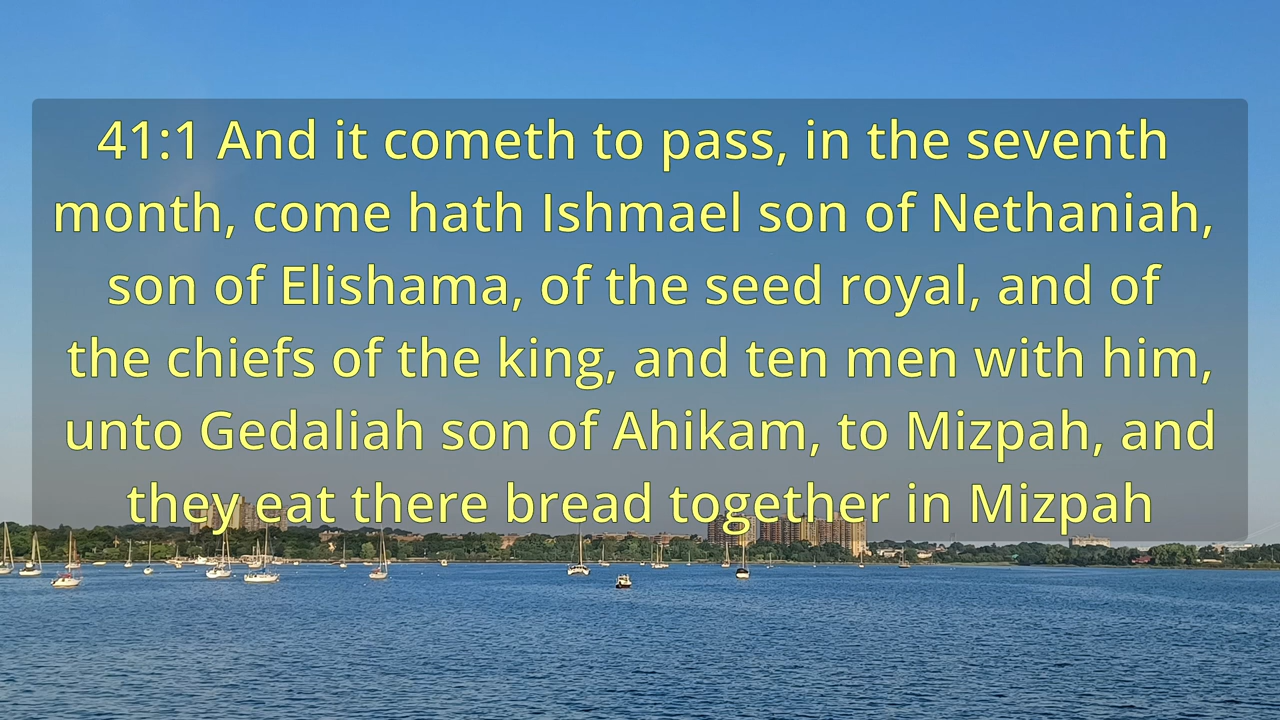 41:1 And it cometh to pass, in the seventh
month, come hath Ishmael son of Nethaniah,
son of Elishama, of the seed royal, and of
the chiefs of the king, and ten men with him,
unto Gedaliah son of Ahikam, to Mizpah, and
they eat there bread together in Mizpah